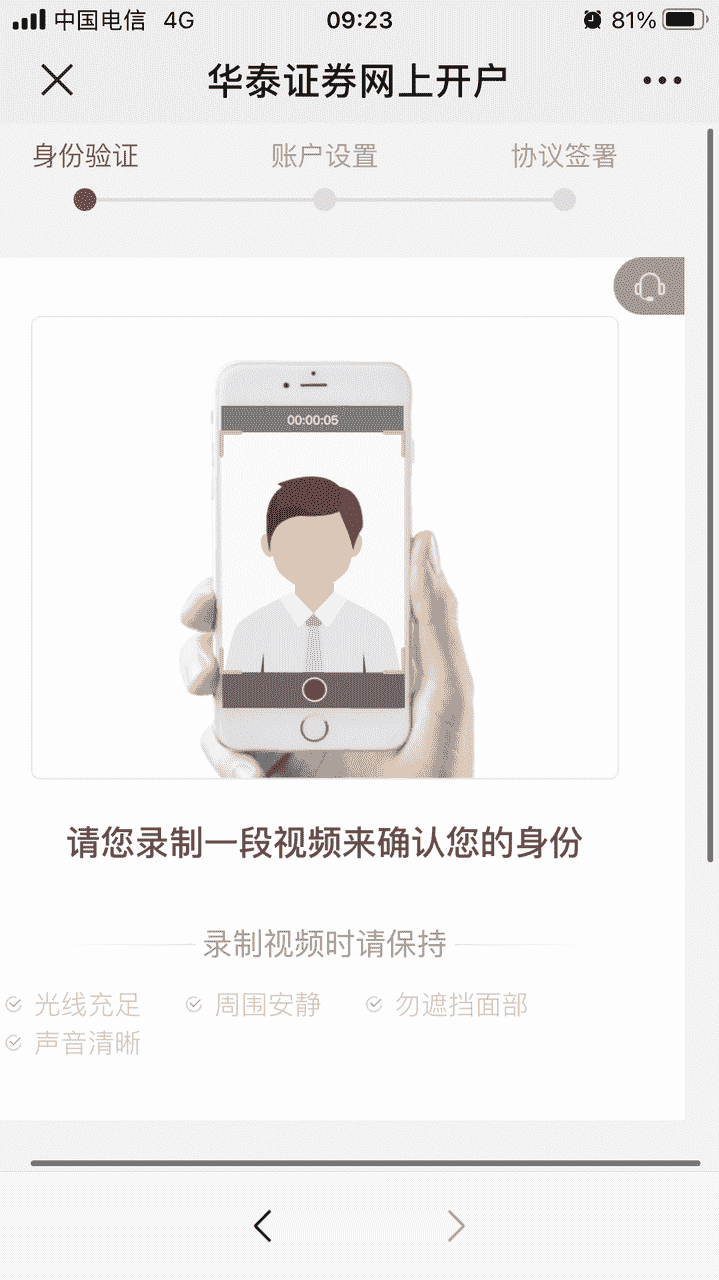 中国电信 4G 09:23 81%
华泰证券网上开户
身份验证 账户设置 协议签署
00:00:05
请您录制一段视频来确认您的身份
录制视频时请保持
光线充足 周围安静 勿遮挡面部
声音清晰